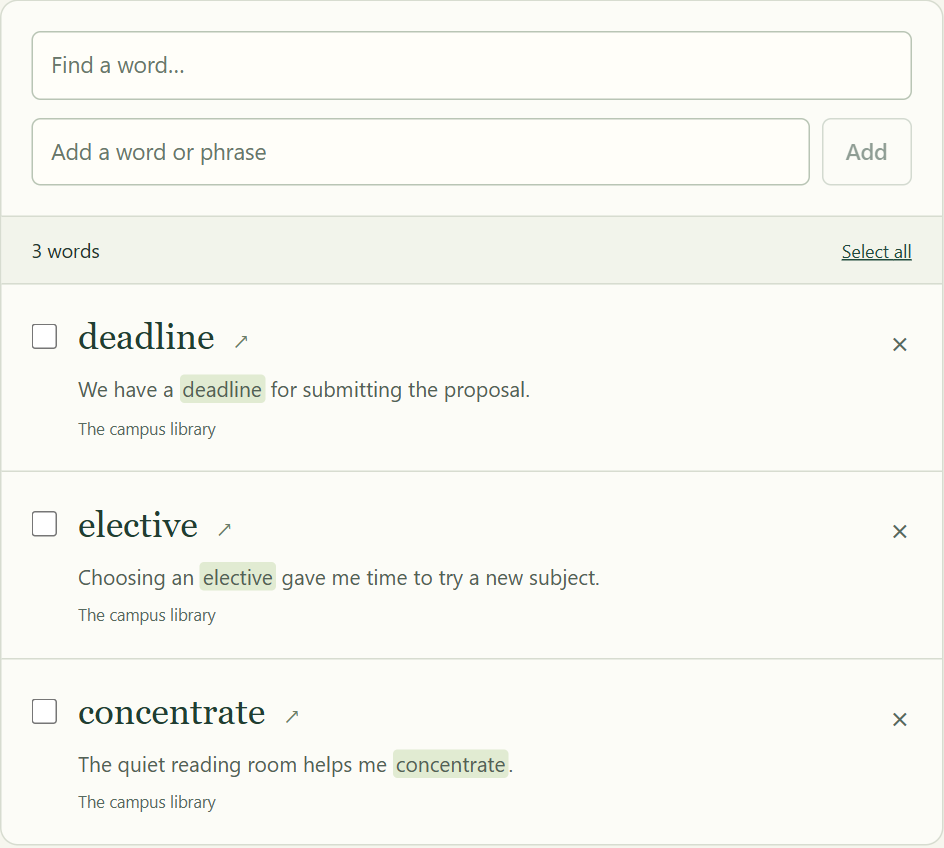 Find a word...
Add a word or phrase
Add
3 words
Select all
deadline ↗
We have a deadline for submitting the proposal.
The campus library
elective ↗
Choosing an elective gave me time to try a new subject.
The campus library
concentrate ↗
The quiet reading room helps me concentrate.
The campus library